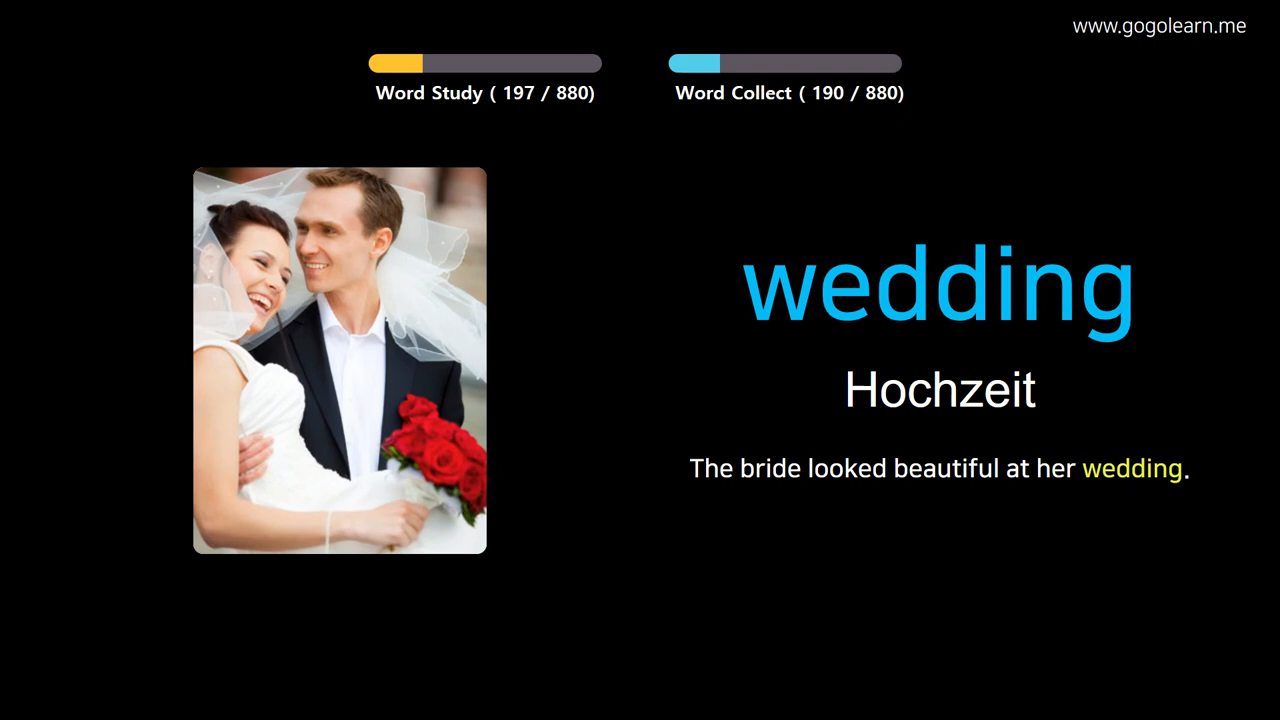 www.gogolearn.me
Word Study ( 197 / 880)
Word Collect ( 190 / 880)
wedding
Hochzeit
The bride looked beautiful at her wedding.